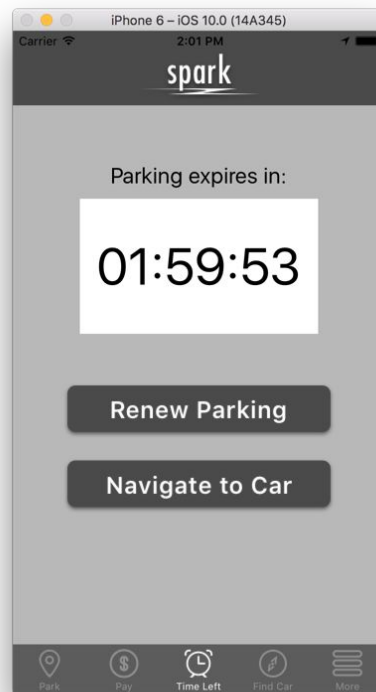 iPhone 6 – iOS 10.0 (14A345)
Carrier 2:01 PM
spark
Parking expires in:
01:59:53
Renew Parking
Navigate to Car
Park Pay Time Left Find Car More